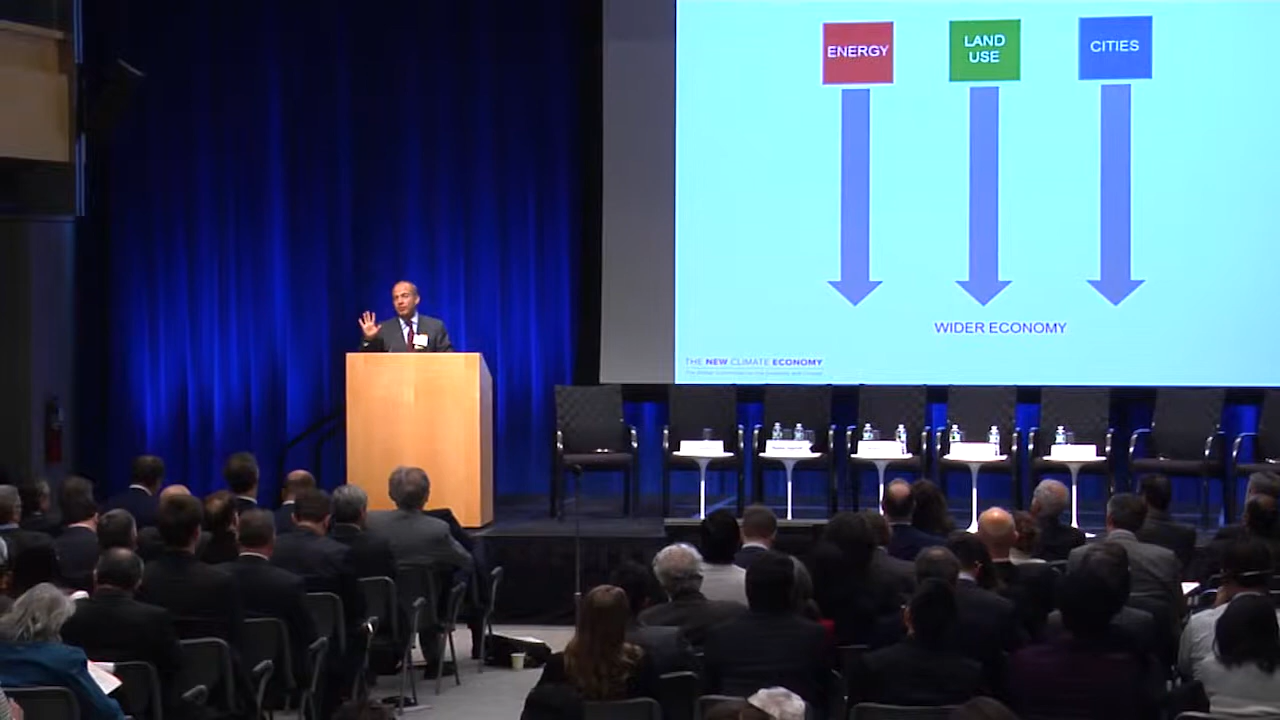 ENERGY
LAND
USE
CITIES
WIDER ECONOMY
THE NEW CLIMATE ECONOMY